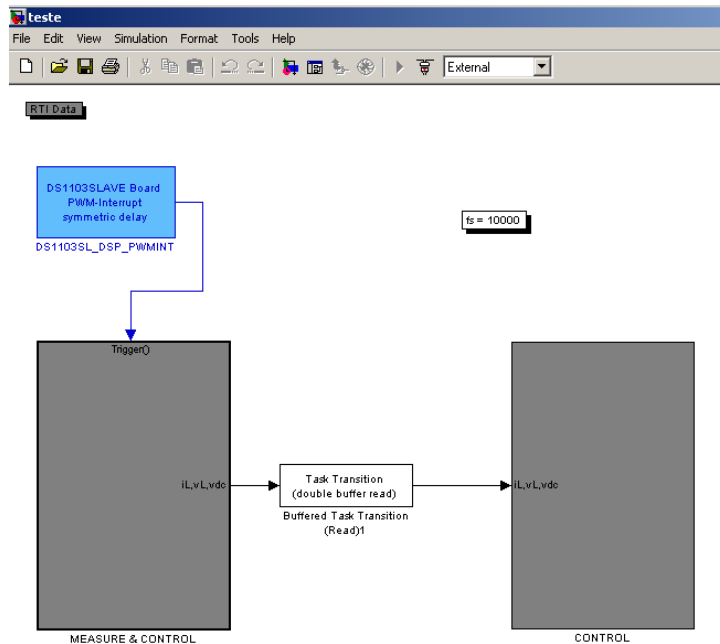 teste
File Edit View Simulation Format Tools Help
External
RTI Data
DS1103SLAVE Board
PWM-Interrupt
symmetric delay
DS1103SL_DSP_PWMINT
fs = 10000
Trigger()
iL,vL,vdc
Task Transition
(double buffer read)
Buffered Task Transition
(Read)1
iL,vL,vdc
MEASURE & CONTROL
CONTROL